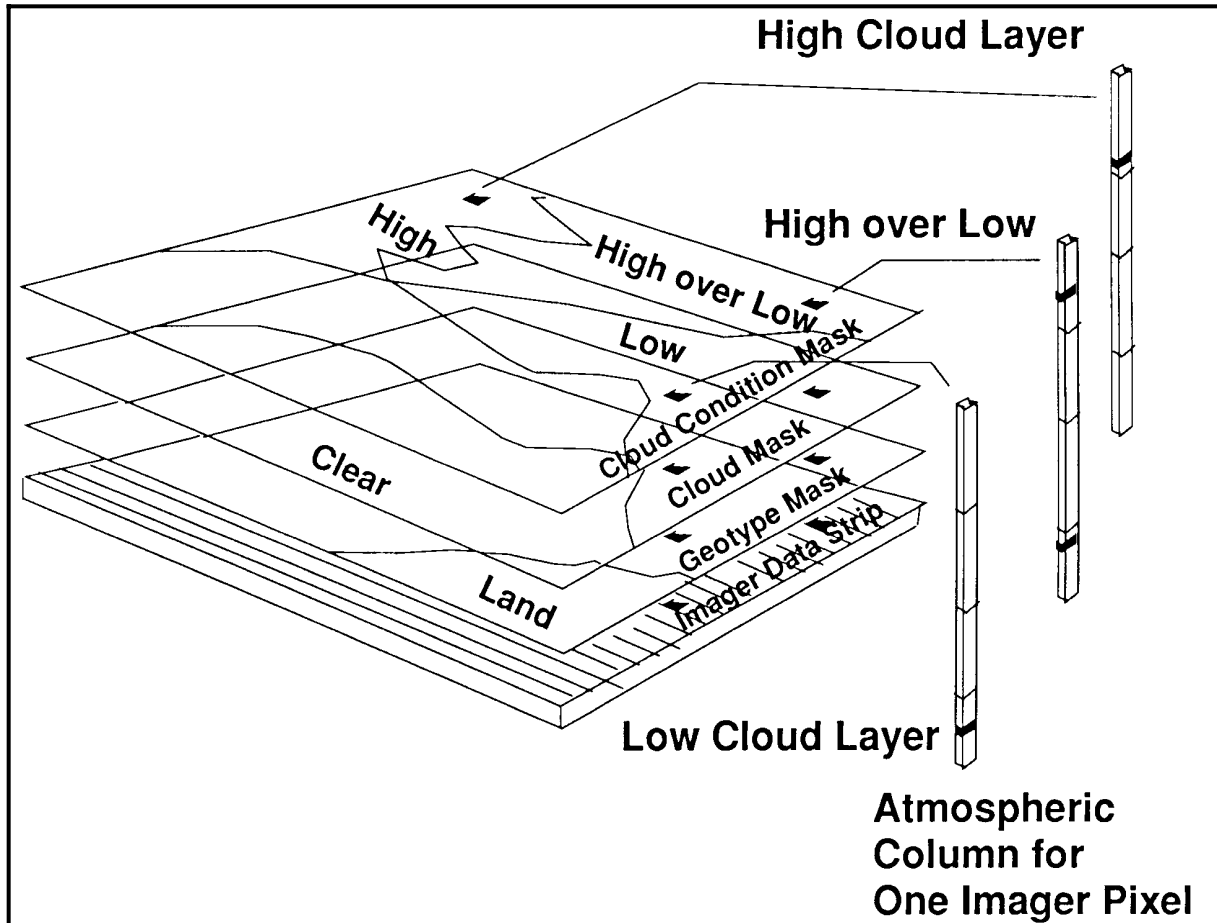 High Cloud Layer
High over Low
High
High over Low
Low
Cloud Condition Mask
Cloud Mask
Clear
Geotype Mask
Imager Data Strip
Land
Low Cloud Layer
Atmospheric
Column for
One Imager Pixel